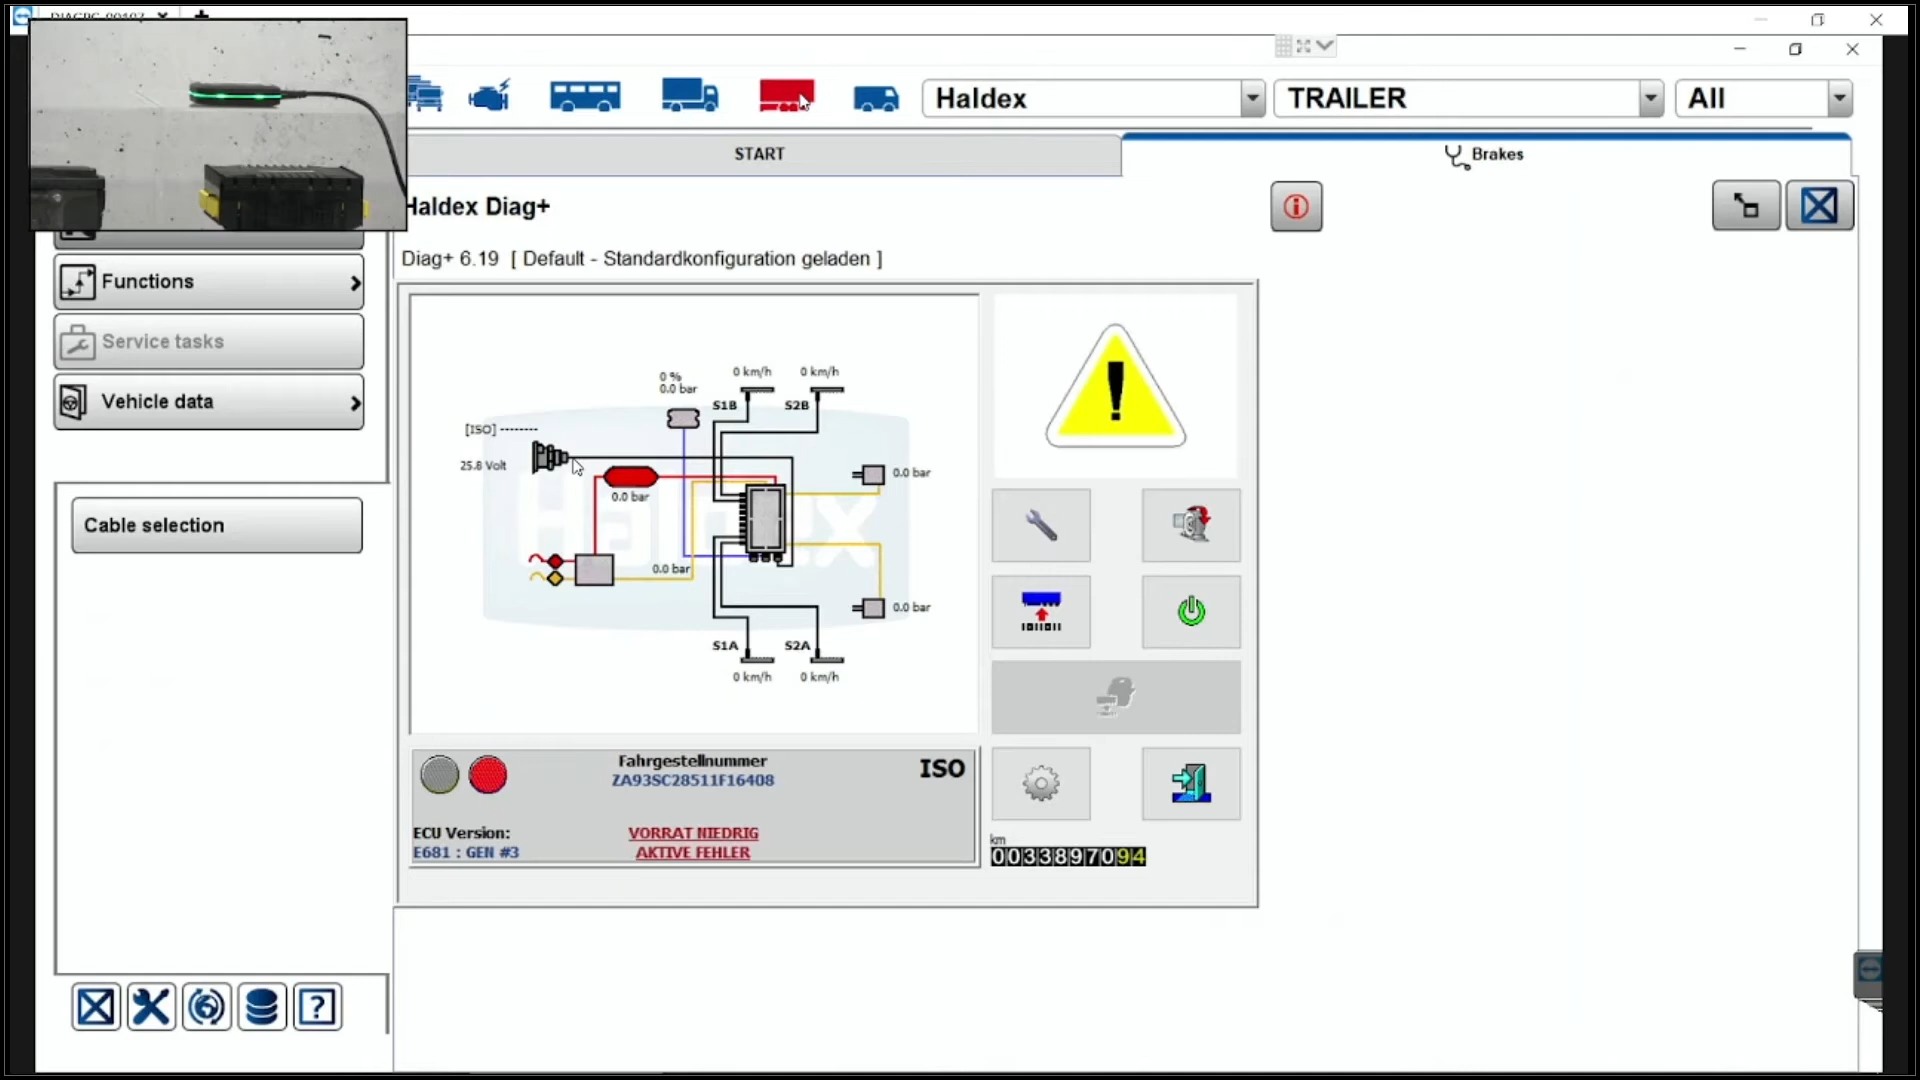 Haldex
TRAILER
All
START
Brakes
Haldex Diag+
Diag+ 6.19 [ Default - Standardkonfiguration geladen ]
Functions
Service tasks
Vehicle data
Cable selection
0 %
0.0 bar
0 km/h
0 km/h
S1B
S2B
[ISO] --------
25.8 Volt
0.0 bar
0.0 bar
0.0 bar
0.0 bar
S1A
S2A
0 km/h
0 km/h
Haldex
Fahrgestellnummer
ZA93SC28511F16408
ISO
ECU Version:
E681 : GEN #3
VORRAT NIEDRIG
AKTIVE FEHLER
km
0033897094